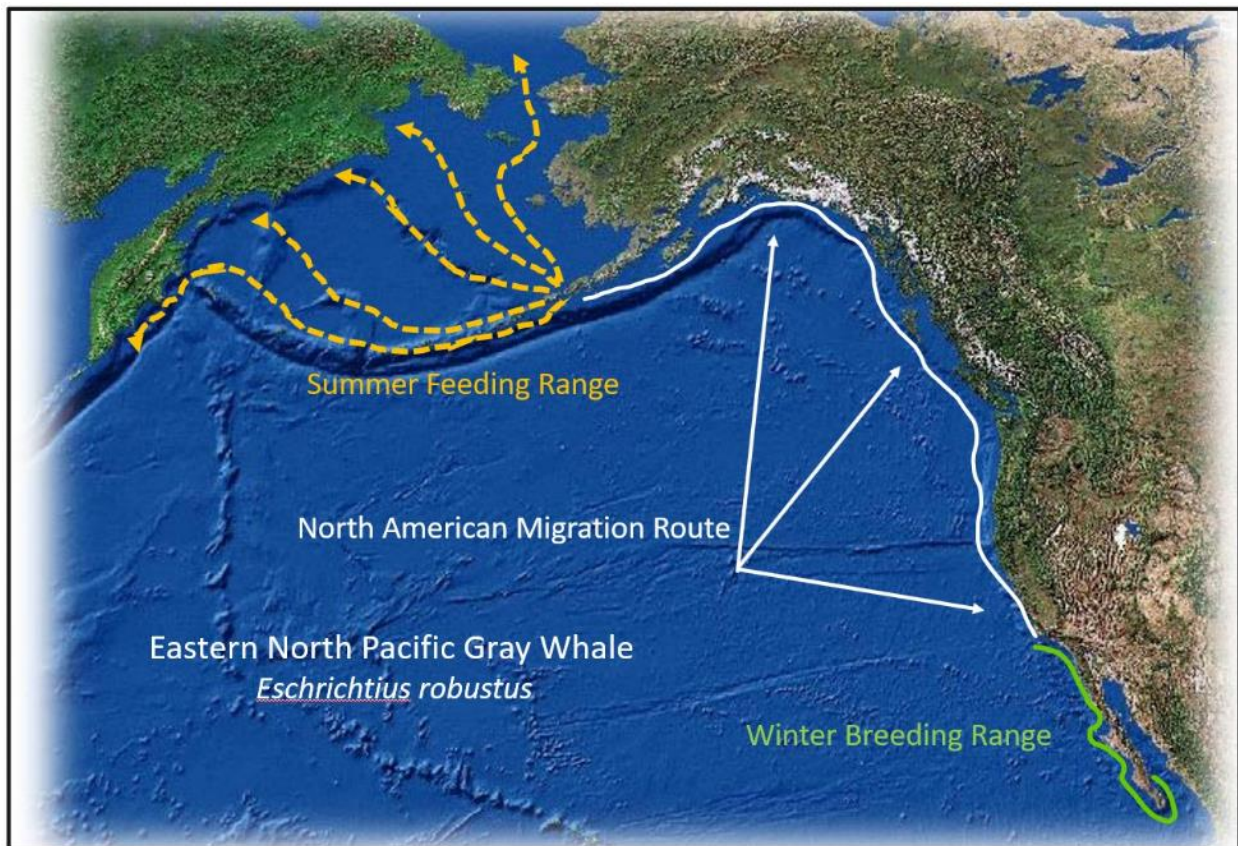 Summer Feeding Range
North American Migration Route
Eastern North Pacific Gray Whale
Eschrichtius robustus
Winter Breeding Range